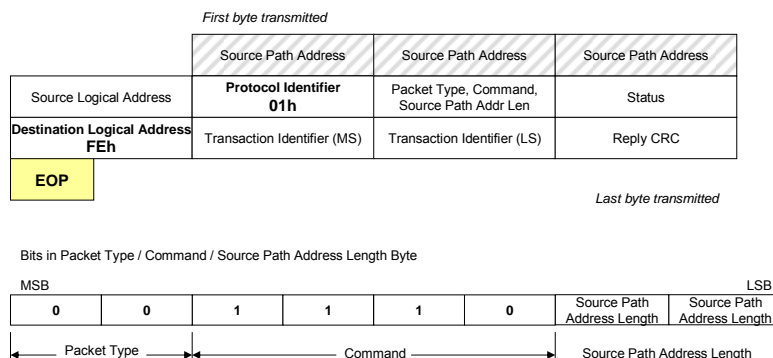 First byte transmitted
Source Path Address
Source Path Address
Source Path Address
Source Logical Address
Protocol Identifier
01h
Packet Type, Command,
Source Path Addr Len
Status
Destination Logical Address
FEh
Transaction Identifier (MS)
Transaction Identifier (LS)
Reply CRC
EOP
Last byte transmitted
Bits in Packet Type / Command / Source Path Address Length Byte
MSB
LSB
0
0
1
1
1
0
Source Path
Address Length
Source Path
Address Length
Packet Type
Command
Source Path Address Length